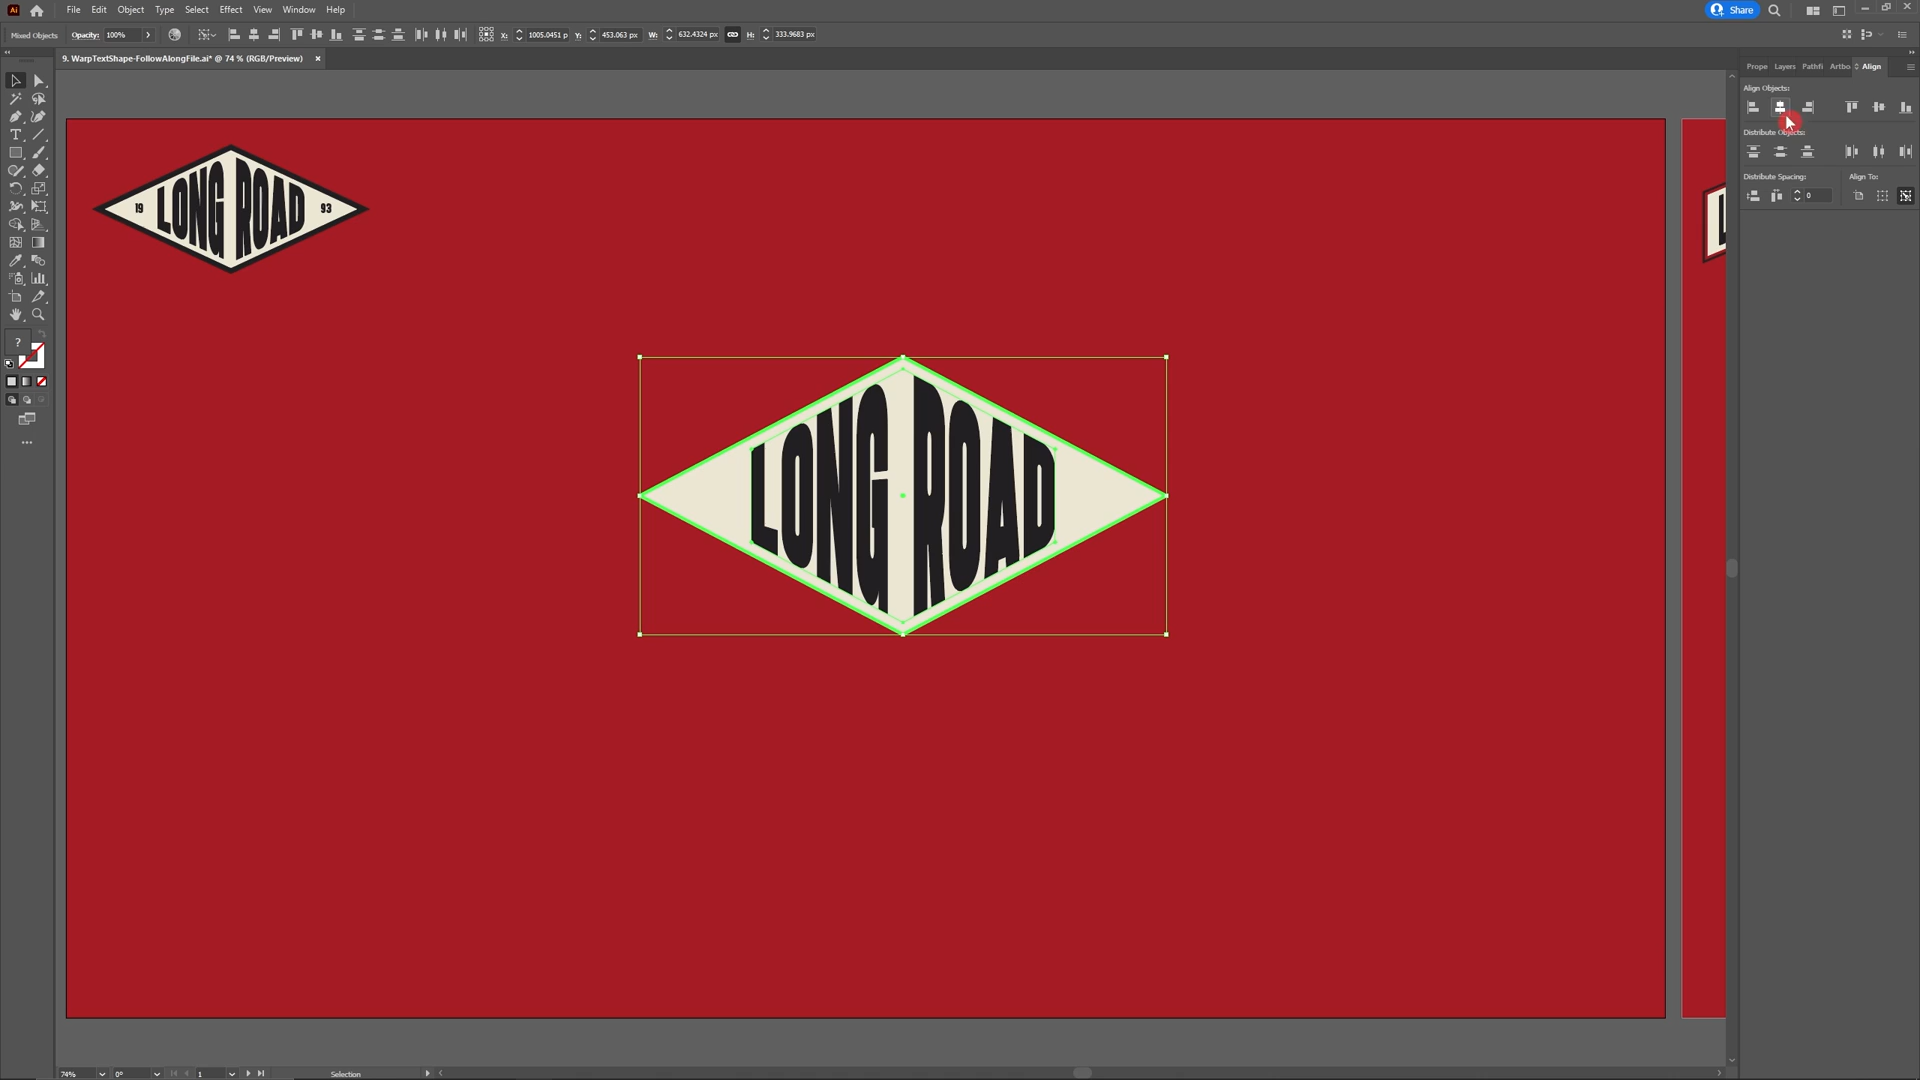 Ai
File Edit Object Type Select Effect View Window Help
Share
Mixed Objects Opacity: 100% X: 1005.0451 p Y: 453.063 px W: 632.4324 px H: 333.9683 px
9. WarpTextShape-FollowAlongFile.ai* @ 74 % (RGB/Preview) ×
Prope Layers Pathfi Artbo Align
Align Objects:
Distribute Objects:
Distribute Spacing: Align To:
0
19 LONG ROAD 93
LONG ROAD
L
T
?
74% 0° 1 Selection